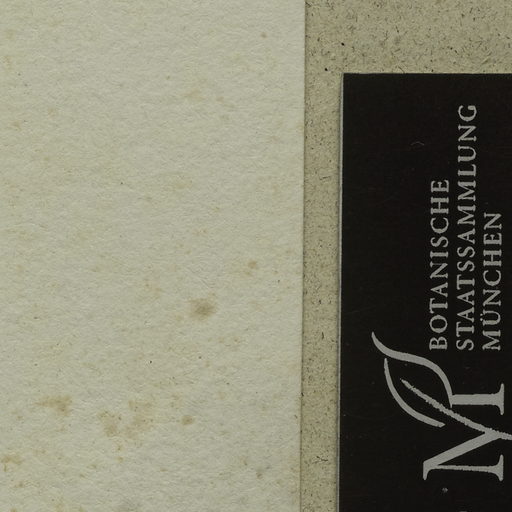 BOTANISCHE
STAATSSAMMLUNG
MÜNCHEN
M